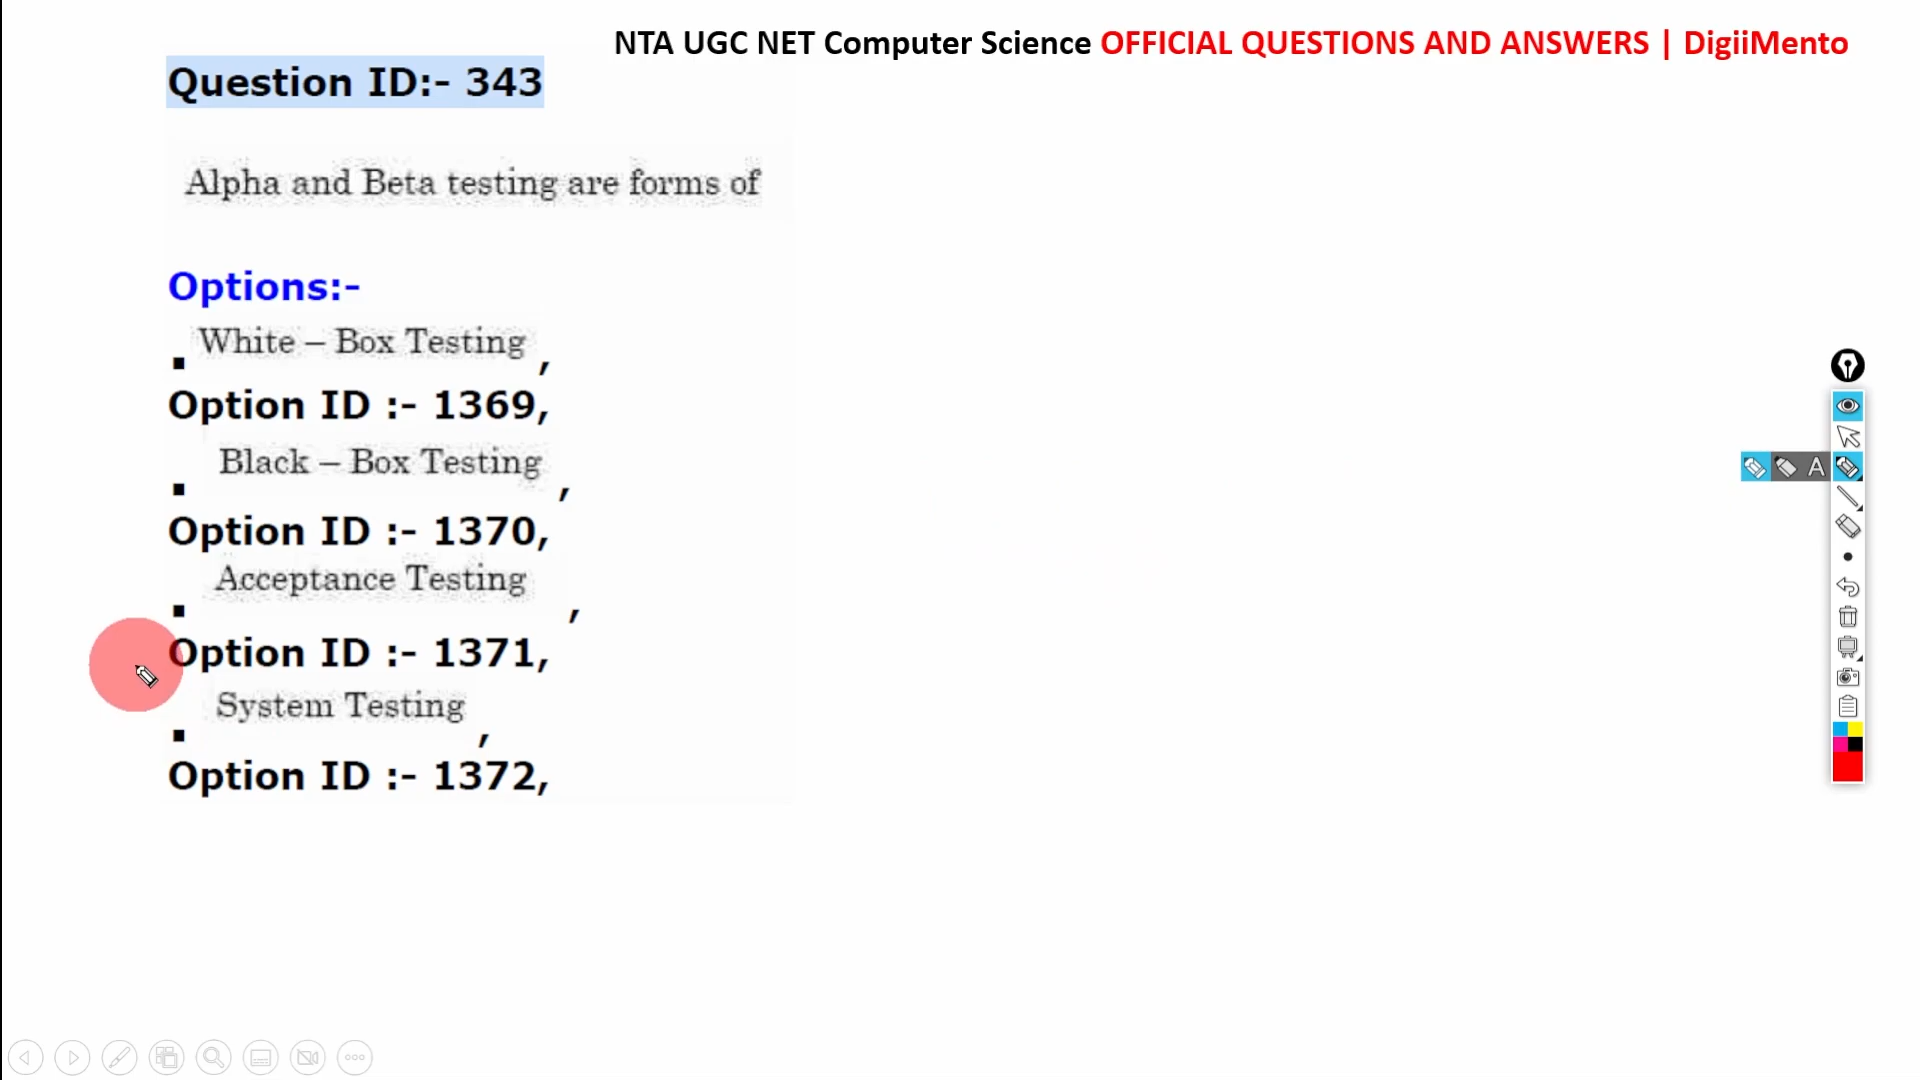 NTA UGC NET Computer Science OFFICIAL QUESTIONS AND ANSWERS | DigiiMento
Question ID:- 343
Alpha and Beta testing are forms of
Options:-
White – Box Testing ,
Option ID :- 1369,
Black – Box Testing ,
Option ID :- 1370,
Acceptance Testing ,
Option ID :- 1371,
System Testing ,
Option ID :- 1372,
A